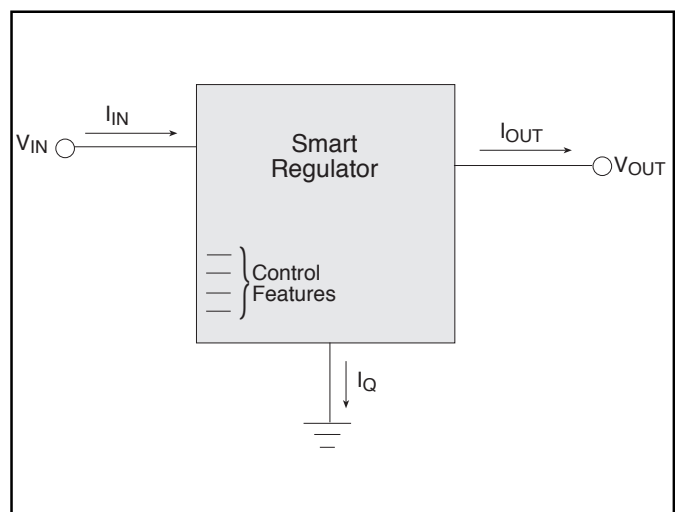 I_IN
V_IN
Smart
Regulator
I_OUT
V_OUT
Control
Features
I_Q